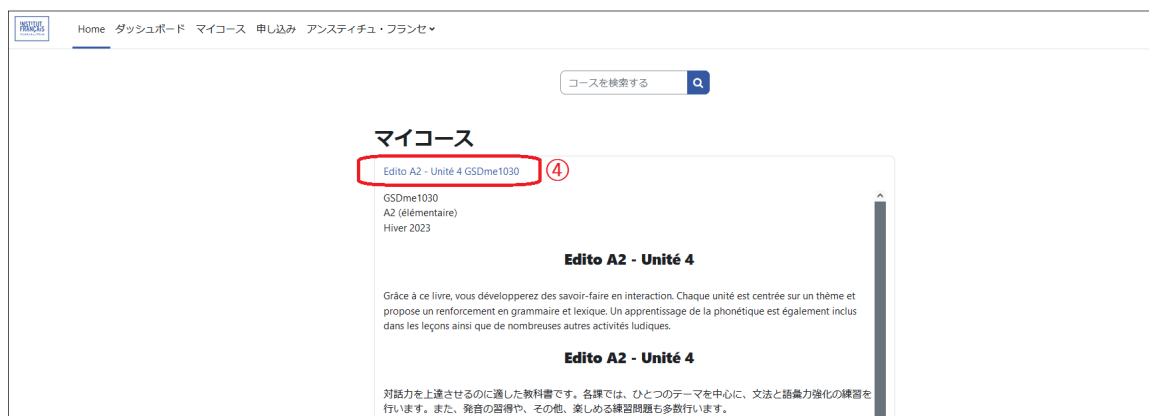 INSTITUT
FRANÇAIS
Home ダッシュボード マイコース 申し込み アンスティチュ・フランセ
コースを検索する
マイコース
Edito A2 - Unité 4 GSDme1030
④
GSDme1030
A2 (élémentaire)
Hiver 2023
Edito A2 - Unité 4
Grâce à ce livre, vous développerez des savoir-faire en interaction. Chaque unité est centrée sur un thème et
propose un renforcement en grammaire et lexique. Un apprentissage de la phonétique est également inclus
dans les leçons ainsi que de nombreuses autres activités ludiques.
Edito A2 - Unité 4
対話力を上達させるのに適した教科書です。各課では、ひとつのテーマを中心に、文法と語彙力強化の練習を
行います。また、発音の習得や、その他、楽しめる練習問題も多数行います。